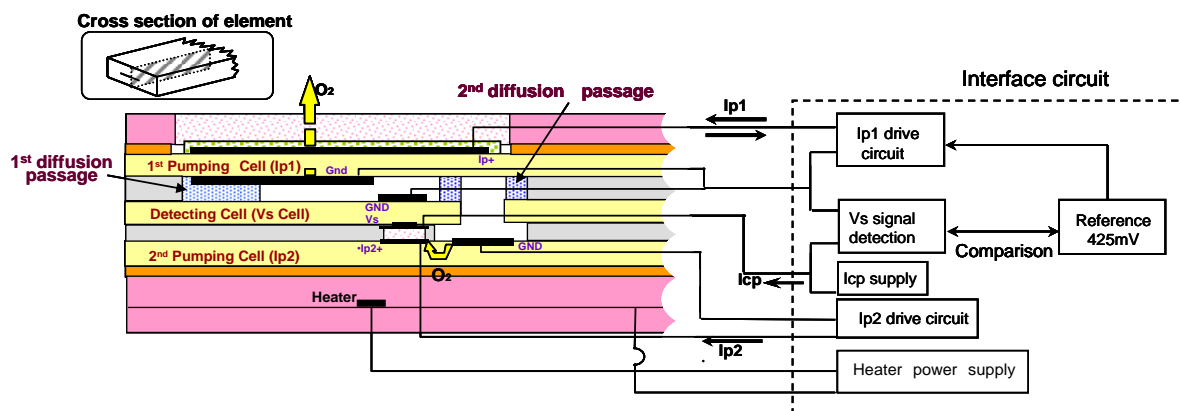 Cross section of element
O₂
2nd diffusion passage
Interface circuit
Ip1
Ip1 drive
circuit
1st diffusion
passage
1st Pumping Cell (Ip1)
Ip+
Gnd
GND
Detecting Cell (Vs Cell)
Vs
Vs signal
detection
Reference
425mV
Comparison
•Ip2+
GND
2nd Pumping Cell (Ip2)
O₂
Icp
Icp supply
Heater
Ip2 drive circuit
Ip2
Heater power supply